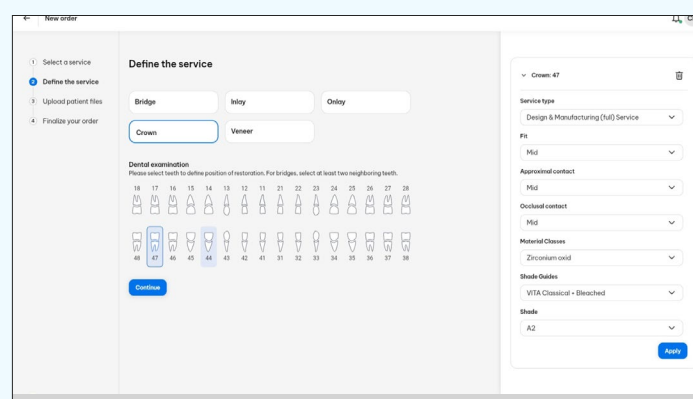 New order
1 Select a service
2 Define the service
3 Upload patient files
4 Finalize your order
Define the service
Bridge
Inlay
Onlay
Crown
Veneer
Dental examination
Please select teeth to define position of restoration. For bridges, select at least two neighboring teeth.
18 17 16 15 14 13 12 11 21 22 23 24 25 26 27 28
48 47 46 45 44 43 42 41 31 32 33 34 35 36 37 38
Continue
Crown: 47
Service type
Design & Manufacturing (full) Service
Fit
Mid
Approximal contact
Mid
Occlusal contact
Mid
Material Classes
Zirconium oxid
Shade Guides
VITA Classical + Bleached
Shade
A2
Apply